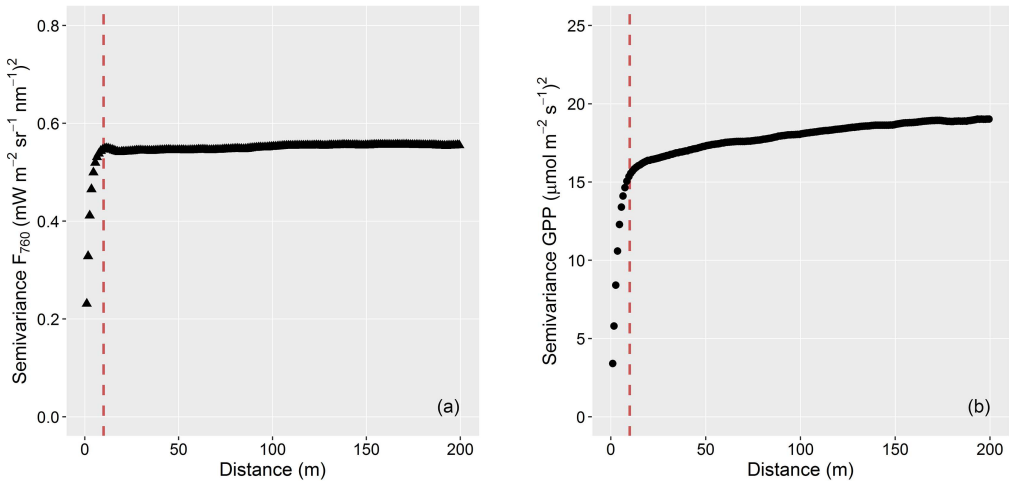 Semivariance F₇₆₀ (mW m⁻² sr⁻¹ nm⁻¹)²
0.8
0.6
0.4
0.2
0.0
0 50 100 150 200
Distance (m)
(a)
Semivariance GPP (μmol m⁻² s⁻¹)²
25
20
15
10
5
0
0 50 100 150 200
Distance (m)
(b)